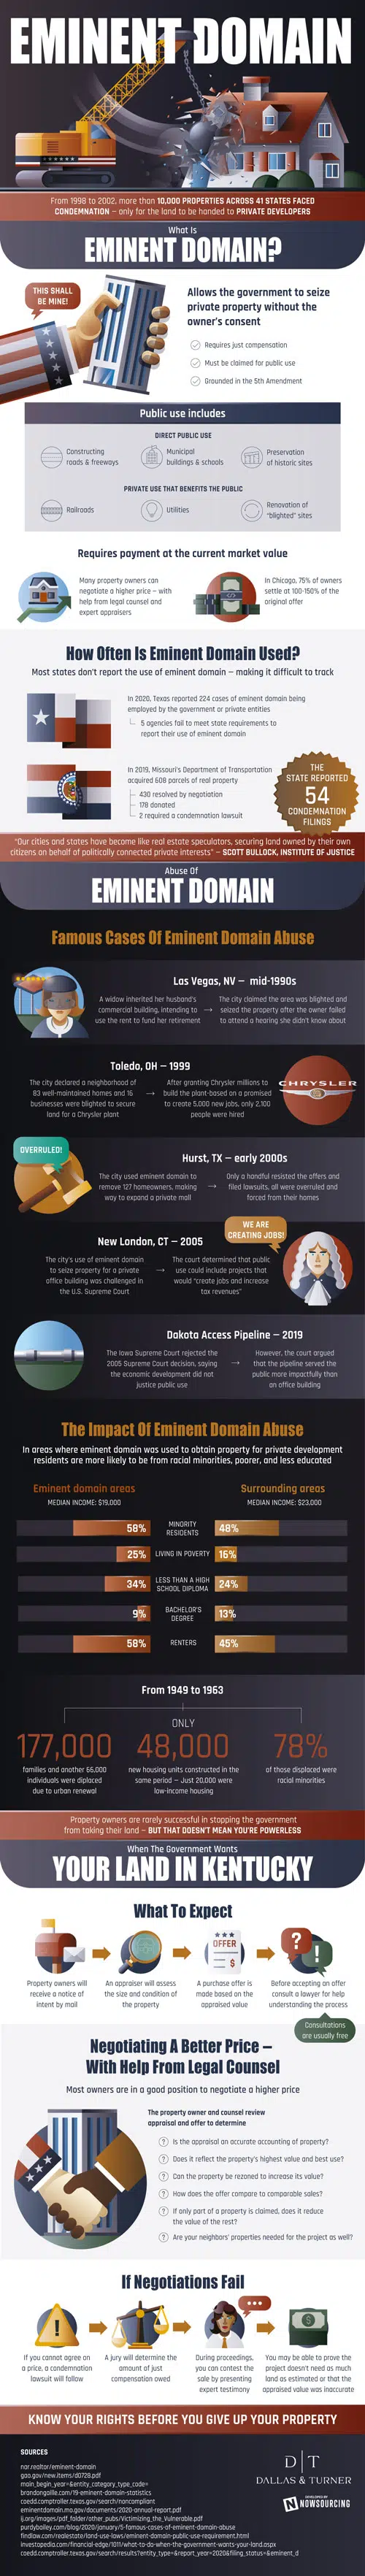 EMINENT DOMAIN
From 1998 to 2002, more than 10,000 PROPERTIES ACROSS 41 STATES FACED
CONDEMNATION — only for the land to be handed to PRIVATE DEVELOPERS
What Is
EMINENT DOMAIN?
THIS SHALL
BE MINE!
Allows the government to seize
private property without the
owner's consent
Requires just compensation
Must be claimed for public use
Grounded in the 5th Amendment
Public use includes
DIRECT PUBLIC USE
Constructing
roads & freeways
Municipal
buildings & schools
Preservation
of historic sites
PRIVATE USE THAT BENEFITS THE PUBLIC
Railroads
Utilities
Renovation of
"blighted" sites
Requires payment at the current market value
Many property owners can
negotiate a higher price — with
help from legal counsel and
expert appraisers
In Chicago, 75% of owners
settle at 100-150% of the
original offer
How Often Is Eminent Domain Used?
Most states don't report the use of eminent domain — making it difficult to track
In 2020, Texas reported 224 cases of eminent domain being
employed by the government or private entities
5 agencies fail to meet state requirements to
report their use of eminent domain
In 2019, Missouri's Department of Transportation
acquired 608 parcels of real property
430 resolved by negotiation
178 donated
2 required a condemnation lawsuit
THE
STATE REPORTED
54
CONDEMNATION
FILINGS
"Our cities and states have become like real estate speculators, securing land owned by their own
citizens on behalf of politically connected private interests" — SCOTT BULLOCK, INSTITUTE OF JUSTICE
Abuse Of
EMINENT DOMAIN
Famous Cases Of Eminent Domain Abuse
Las Vegas, NV — mid-1990s
A widow inherited her husband's
commercial building, intending to
use the rent to fund her retirement
The city claimed the area was blighted and
seized the property after the owner failed
to attend a hearing she didn't know about
Toledo, OH — 1999
The city declared a neighborhood of
83 well-maintained homes and 16
businesses were blighted to secure
land for a Chrysler plant
After granting Chrysler millions to
build the plant-based on a promised
to create 5,000 new jobs, only 2,100
people were hired
CHRYSLER
OVERRULED!
Hurst, TX — early 2000s
The city used eminent domain to
remove 127 homeowners, making
way to expand a private mall
Only a handful resisted the offers and
filed lawsuits, all were overruled and
forced from their homes
WE ARE
CREATING JOBS!
New London, CT — 2005
The city's use of eminent domain
to seize property for a private
office building was challenged in
the U.S. Supreme Court
The court determined that public
use could include projects that
would "create jobs and increase
tax revenues"
Dakota Access Pipeline — 2019
The Iowa Supreme Court rejected the
2005 Supreme Court decision, saying
the economic development did not
justice public use
However, the court argued
that the pipeline served the
public more impactfully than
an office building
The Impact Of Eminent Domain Abuse
In areas where eminent domain was used to obtain property for private development
residents are more likely to be from racial minorities, poorer, and less educated
Eminent domain areas
MEDIAN INCOME: $19,000
Surrounding areas
MEDIAN INCOME: $23,000
58% MINORITY RESIDENTS 48%
25% LIVING IN POVERTY 16%
34% LESS THAN A HIGH SCHOOL DIPLOMA 24%
9% BACHELOR'S DEGREE 13%
58% RENTERS 45%
From 1949 to 1963
ONLY
177,000
families and another 66,000
individuals were diplaced
due to urban renewal
48,000
new housing units constructed in the
same period — Just 20,000 were
low-income housing
78%
of those displaced were
racial minorities
Property owners are rarely successful in stopping the government
from taking their land — BUT THAT DOESN'T MEAN YOU'RE POWERLESS
When The Government Wants
YOUR LAND IN KENTUCKY
What To Expect
OFFER
$
Property owners will
receive a notice of
intent by mail
An appraiser will assess
the size and condition of
the property
A purchase offer is
made based on the
appraised value
Before accepting an offer
consult a lawyer for help
understanding the process
Consultations
are usually free
Negotiating A Better Price —
With Help From Legal Counsel
Most owners are in a good position to negotiate a higher price
The property owner and counsel review
appraisal and offer to determine
Is the appraisal an accurate accounting of property?
Does it reflect the property's highest value and best use?
Can the property be rezoned to increase its value?
How does the offer compare to comparable sales?
If only part of a property is claimed, does it reduce
the value of the rest?
Are your neighbors' properties needed for the project as well?
If Negotiations Fail
If you cannot agree on
a price, a condemnation
lawsuit will follow
A jury will determine the
amount of just
compensation owed
During proceedings,
you can contest the
sale by presenting
expert testimony
You may be able to prove the
project doesn't need as much
land as estimated or that the
appraised value was inaccurate
KNOW YOUR RIGHTS BEFORE YOU GIVE UP YOUR PROPERTY
SOURCES
nar.realtor/eminent-domain
gao.gov/new.items/d0728.pdf
main_begin_year=&entity_category_type_code=
brandongaille.com/19-eminent-domain-statistics
coedd.comptroller.texas.gov/search/noncompliant
eminentdomain.mo.gov/documents/2020-annual-report.pdf
ij.org/images/pdf_folder/other_pubs/Victimizing_the_Vulnerable.pdf
purdybailey.com/blog/2020/january/5-famous-cases-of-eminent-domain-abuse
findlaw.com/realestate/land-use-laws/eminent-domain-public-use-requirement.html
investopedia.com/financial-edge/1011/what-to-do-when-the-government-wants-your-land.aspx
coedd.comptroller.texas.gov/search/results?entity_type=&report_year=2020&filing_status=&eminent_d
D T
DALLAS & TURNER
DEVELOPED BY
NOWSOURCING